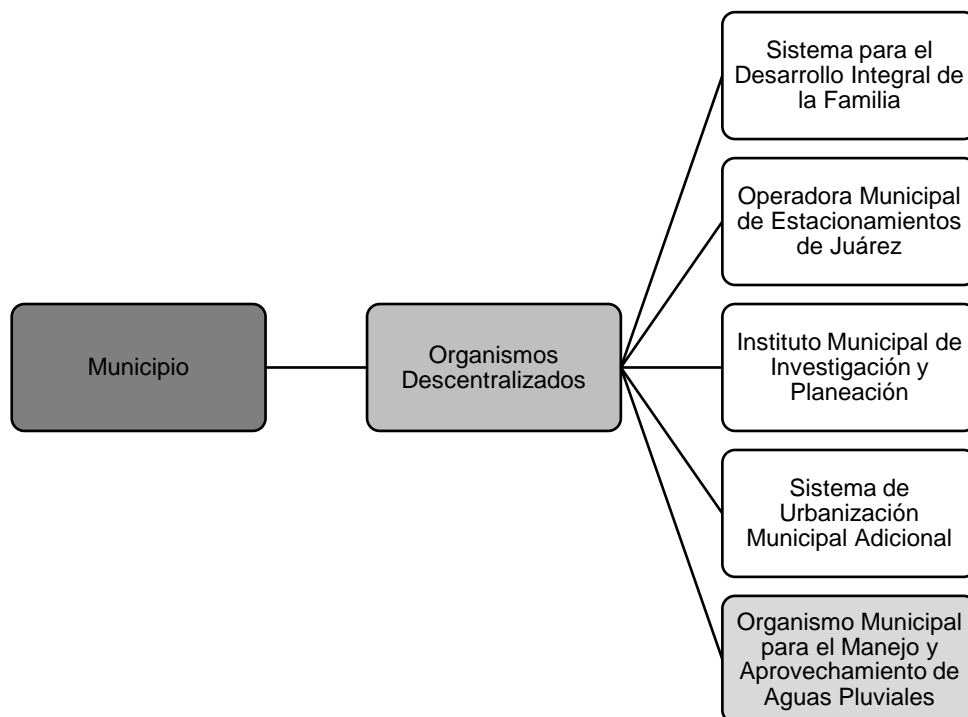 Municipio
Organismos
Descentralizados
Sistema para el
Desarrollo Integral de
la Familia
Operadora Municipal
de Estacionamientos
de Juárez
Instituto Municipal de
Investigación y
Planeación
Sistema de
Urbanización
Municipal Adicional
Organismo Municipal
para el Manejo y
Aprovechamiento de
Aguas Pluviales